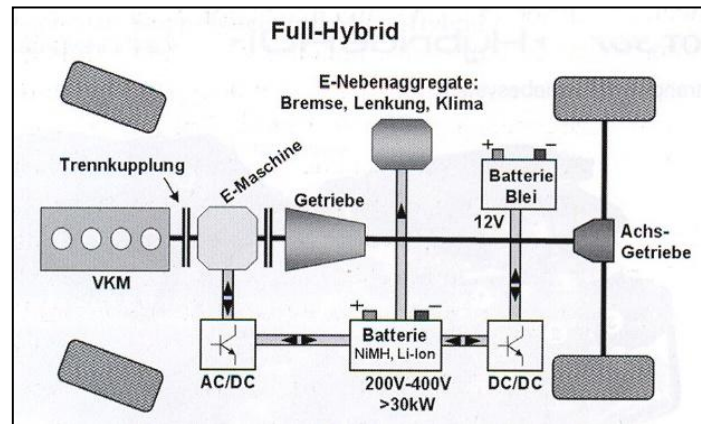 Full-Hybrid
E-Nebenaggregate:
Bremse, Lenkung, Klima
Trennkupplung
E-Maschine
Getriebe
+ −
Batterie
Blei
12V
Achs-
Getriebe
VKM
+ −
Batterie
NiMH, Li-Ion
AC/DC
200V-400V
>30kW
DC/DC